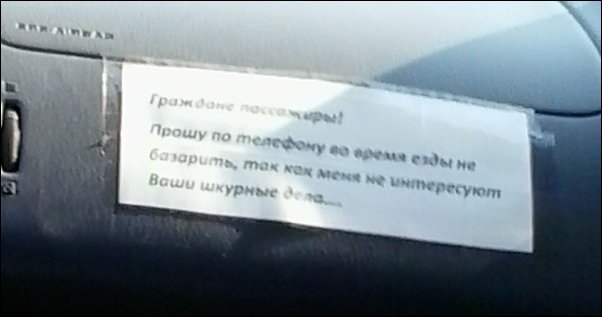 Граждане пассажиры!
Прошу по телефону во время езды не
базарить, так как меня не интересуют
Ваши шкурные дела....